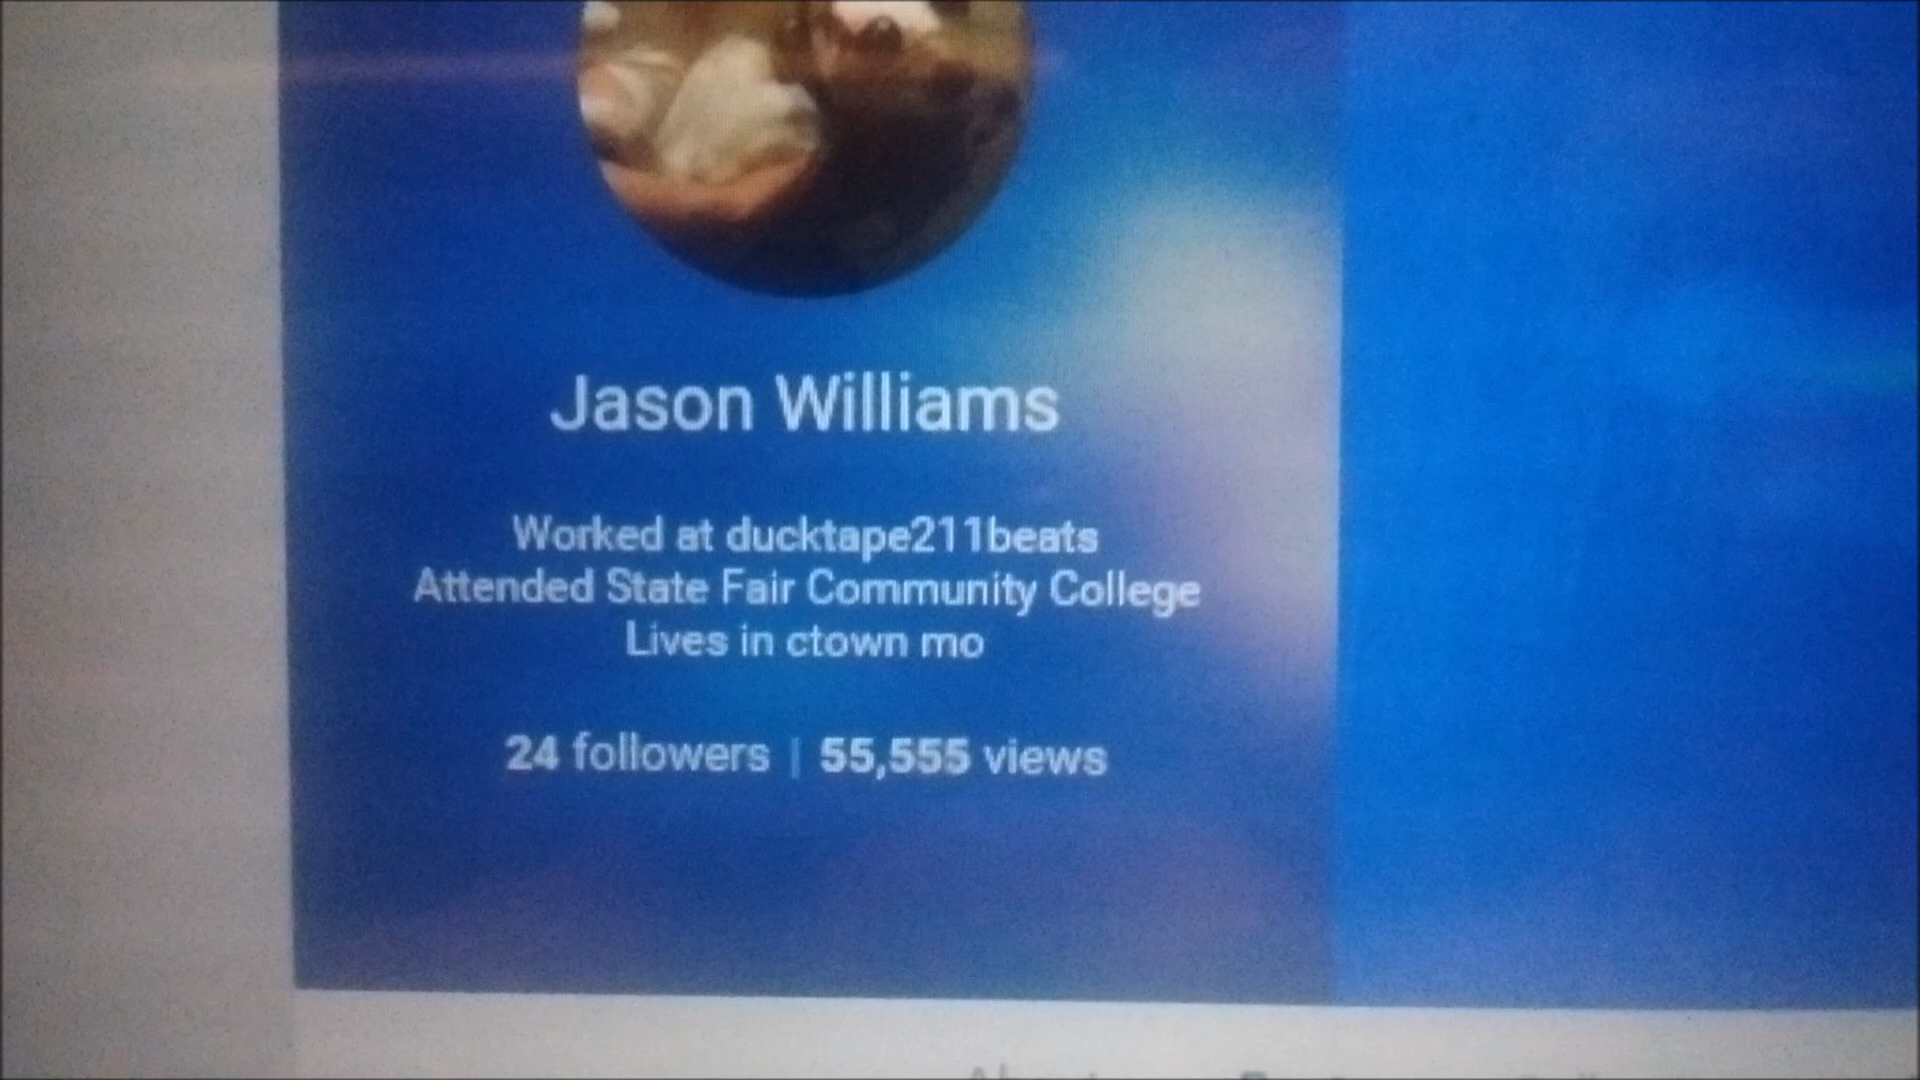 Jason Williams
Worked at ducktape211beats
Attended State Fair Community College
Lives in ctown mo
24 followers | 55,555 views